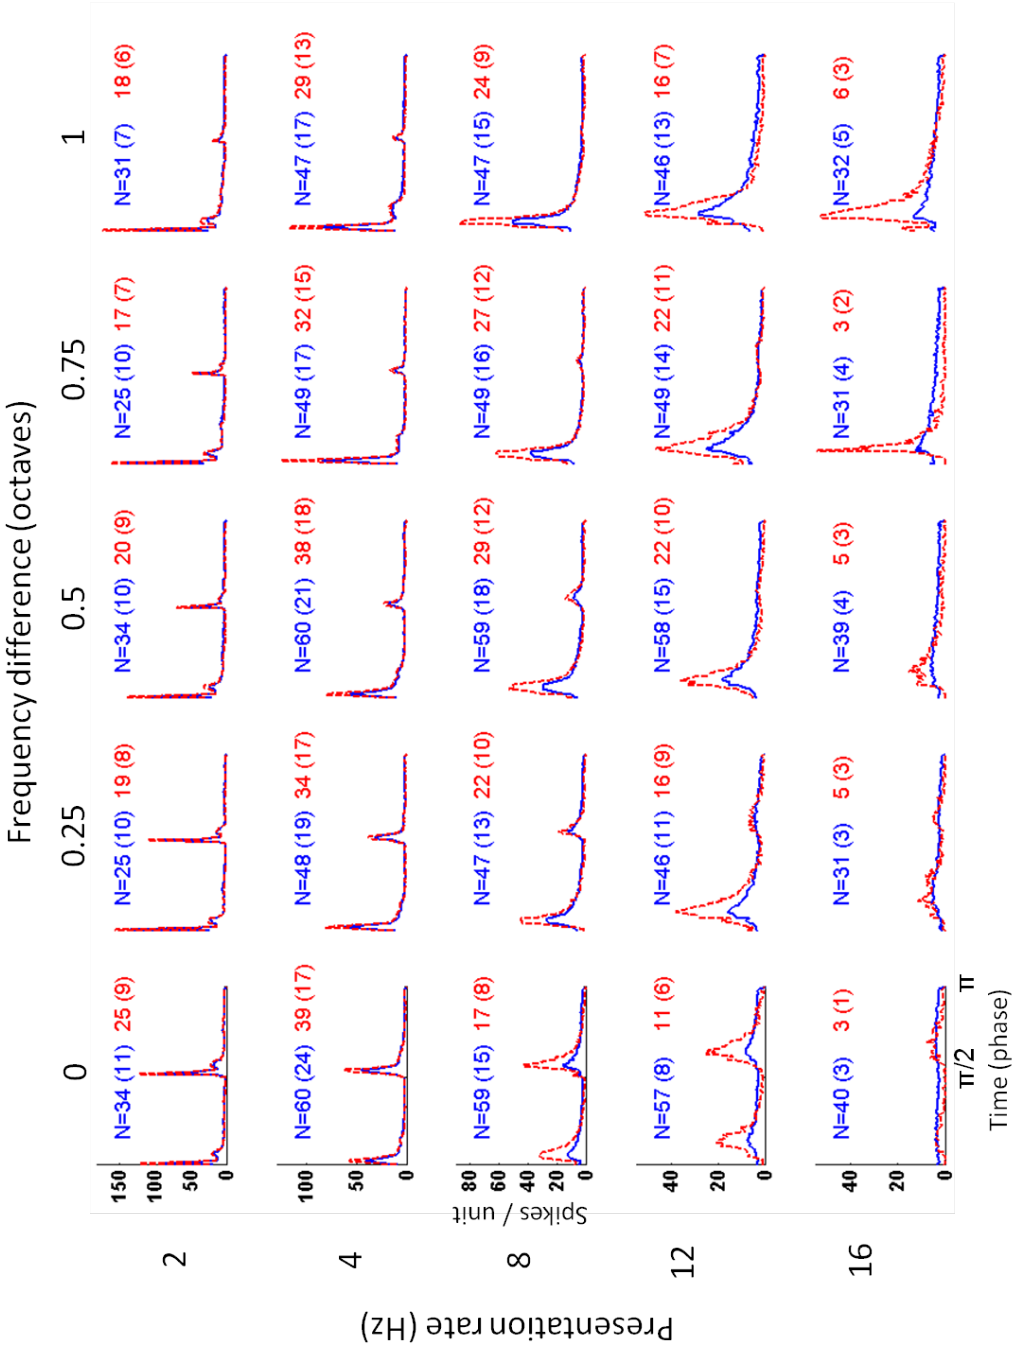 Frequency difference (octaves)
0 0.25 0.5 0.75 1
Presentation rate (Hz)
2
150
100
50
0
N=34 (11) 25 (9)
N=25 (10) 19 (8)
N=34 (10) 20 (9)
N=25 (10) 17 (7)
N=31 (7) 18 (6)
4
100
50
0
N=60 (24) 39 (17)
N=48 (19) 34 (17)
N=60 (21) 38 (18)
N=49 (17) 32 (15)
N=47 (17) 29 (13)
8
Spikes / unit
80
60
40
20
0
N=59 (15) 17 (8)
N=47 (13) 22 (10)
N=59 (18) 29 (12)
N=49 (16) 27 (12)
N=47 (15) 24 (9)
12
40
20
0
N=57 (8) 11 (6)
N=46 (11) 16 (9)
N=58 (15) 22 (10)
N=49 (14) 22 (11)
N=46 (13) 16 (7)
16
40
20
0
N=40 (3) 3 (1)
N=31 (3) 5 (3)
N=39 (4) 5 (3)
N=31 (4) 3 (2)
N=32 (5) 6 (3)
π/2 π
Time (phase)